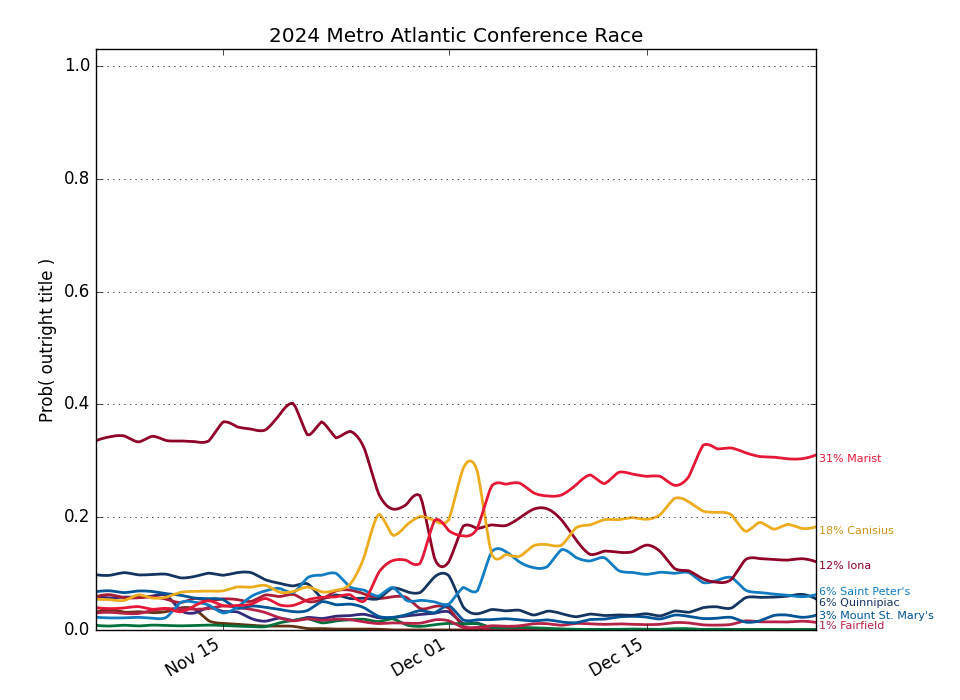 2024 Metro Atlantic Conference Race
Prob( outright title )
1.0
0.8
0.6
0.4
0.2
0.0
Nov 15
Dec 01
Dec 15
31% Marist
18% Canisius
12% Iona
6% Saint Peter's
6% Quinnipiac
3% Mount St. Mary's
1% Fairfield